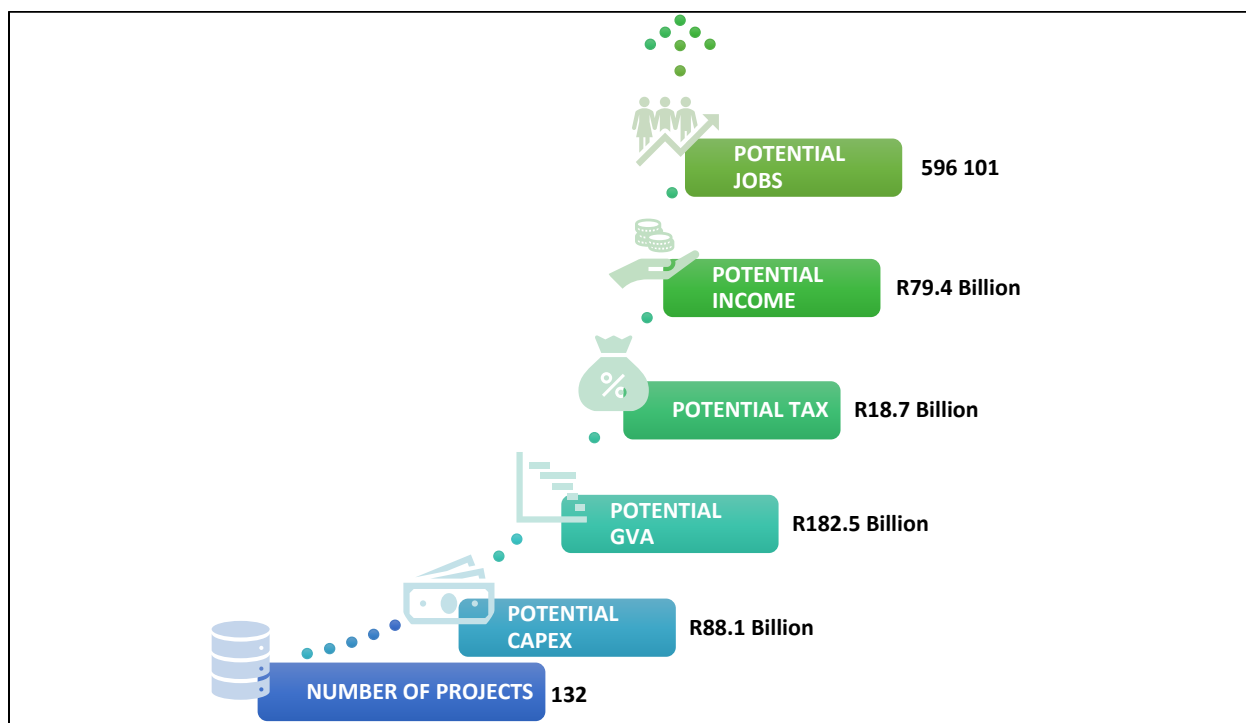 POTENTIAL
JOBS
596 101
POTENTIAL
INCOME
R79.4 Billion
%
POTENTIAL TAX
R18.7 Billion
POTENTIAL
GVA
R182.5 Billion
POTENTIAL
CAPEX
R88.1 Billion
NUMBER OF PROJECTS
132